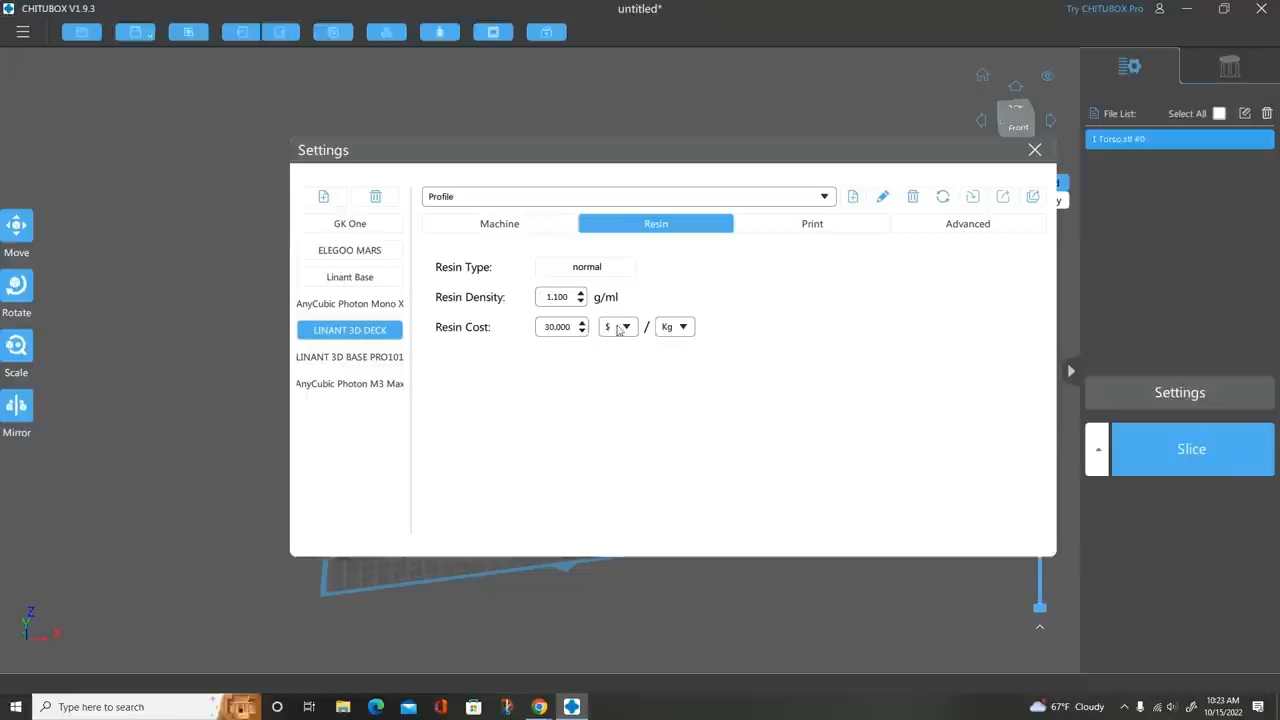 CHITUBOX V1.9.3
untitled*
Try CHITUBOX Pro
File List:
Select All
1 Torso.stl #0
Front
Settings
Profile
GK One
ELEGOO MARS
Linant Base
AnyCubic Photon Mono X
LINANT 3D DECK
LINANT 3D BASE PRO101
AnyCubic Photon M3 Max
Machine
Resin
Print
Advanced
Resin Type:
normal
Resin Density:
1.100
g/ml
Resin Cost:
30.000
$
/
Kg
Move
Rotate
Scale
Mirror
Settings
Slice
Z
Y
X
Type here to search
67°F Cloudy
10:23 AM
10/15/2022